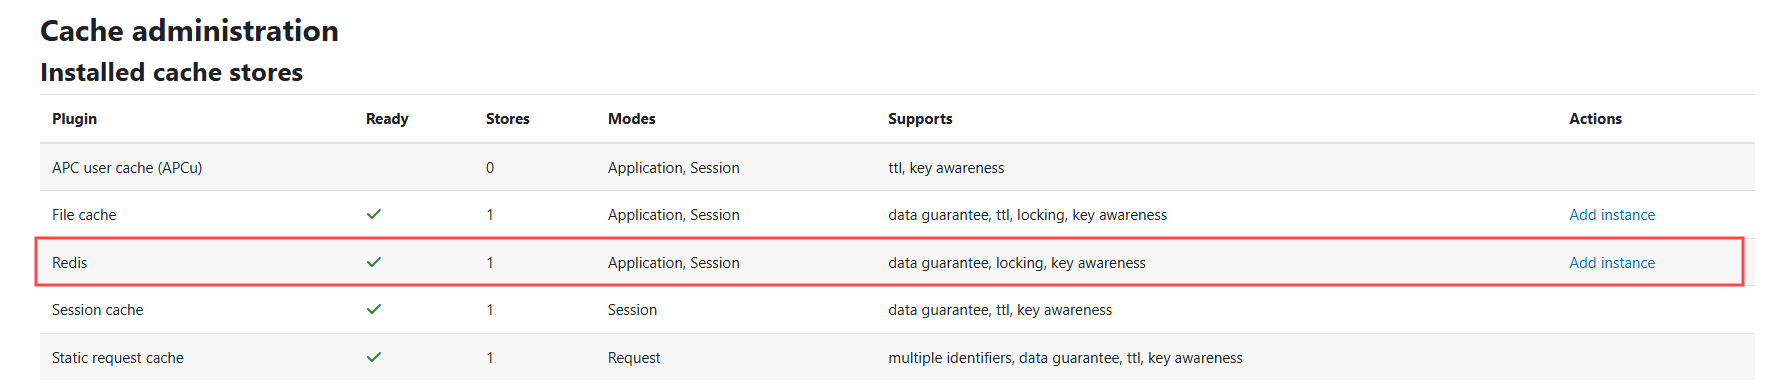 Cache administration
Installed cache stores
Plugin Ready Stores Modes Supports Actions
APC user cache (APCu) 0 Application, Session ttl, key awareness
File cache 1 Application, Session data guarantee, ttl, locking, key awareness Add instance
Redis 1 Application, Session data guarantee, locking, key awareness Add instance
Session cache 1 Session data guarantee, ttl, key awareness
Static request cache 1 Request multiple identifiers, data guarantee, ttl, key awareness